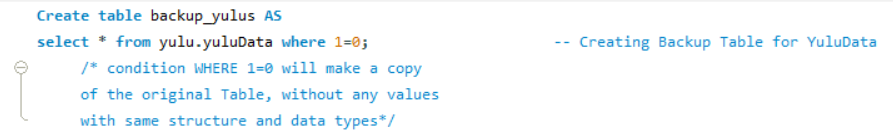 Create table backup_yulus AS
select * from yulu.yuluData where 1=0; -- Creating Backup Table for YuluData
/* condition WHERE 1=0 will make a copy
of the original Table, without any values
with same structure and data types*/